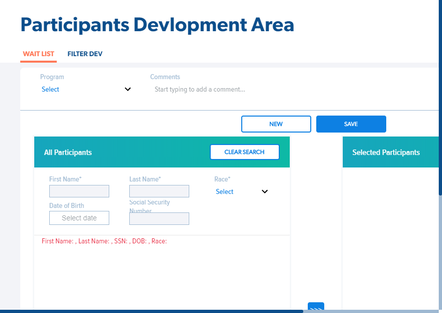 Participants Devlopment Area
WAIT LIST FILTER DEV
Program Comments
Select Start typing to add a comment...
NEW SAVE
All Participants CLEAR SEARCH Selected Participants
First Name* Last Name* Race*
Select
Date of Birth Social Security Number
Select date
First Name: , Last Name: , SSN: , DOB: , Race:
>>>